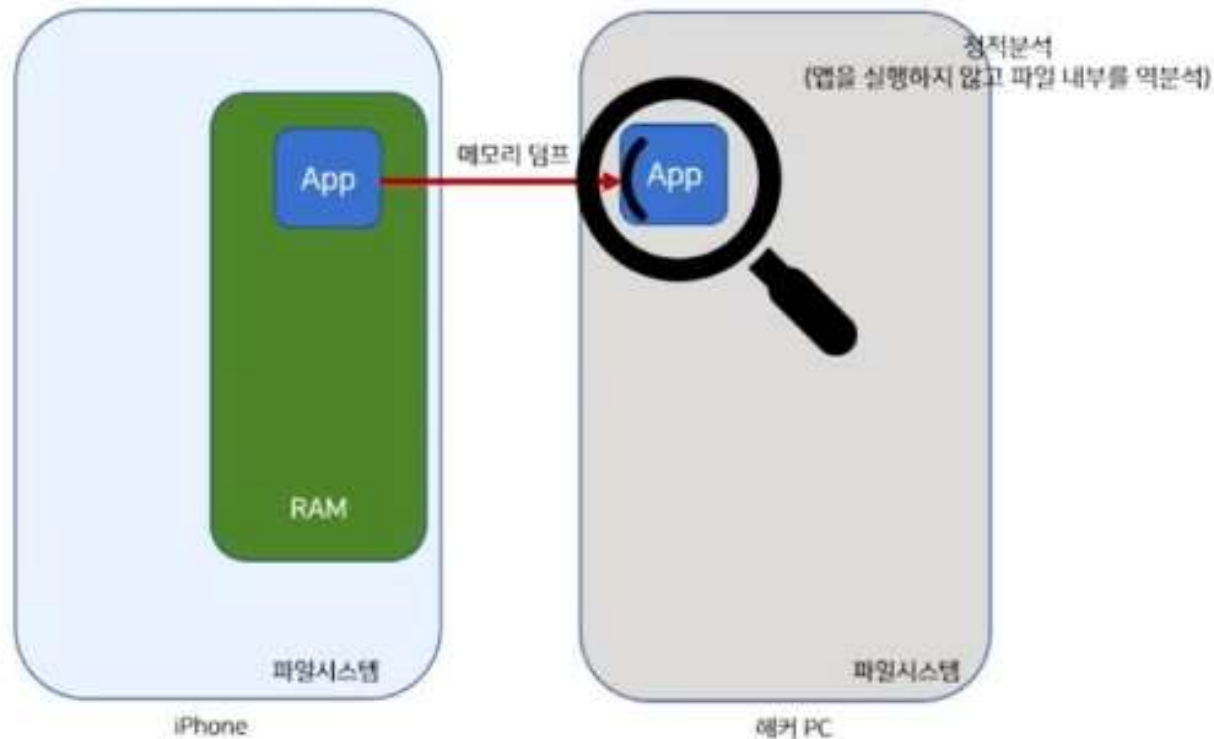 정적분석
(앱을 실행하지 않고 파일 내부를 역분석)
App
메모리 덤프
App
RAM
파일시스템
파일시스템
iPhone
해커 PC